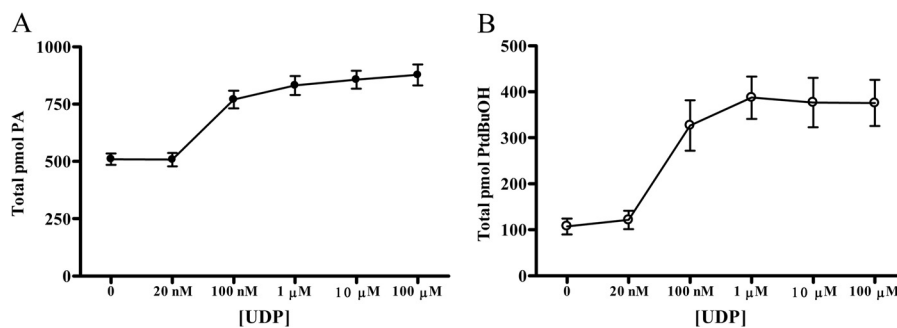 A
Total pmol PA
1000
750
500
250
0
0 20 nM 100 nM 1 µM 10 µM 100 µM
[UDP]
B
Total pmol PtdBuOH
500
400
300
200
100
0
0 20 nM 100 nM 1 µM 10 µM 100 µM
[UDP]